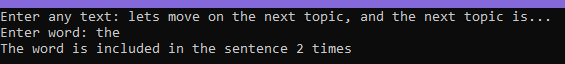 Enter any text: lets move on the next topic, and the next topic is...
Enter word: the
The word is included in the sentence 2 times